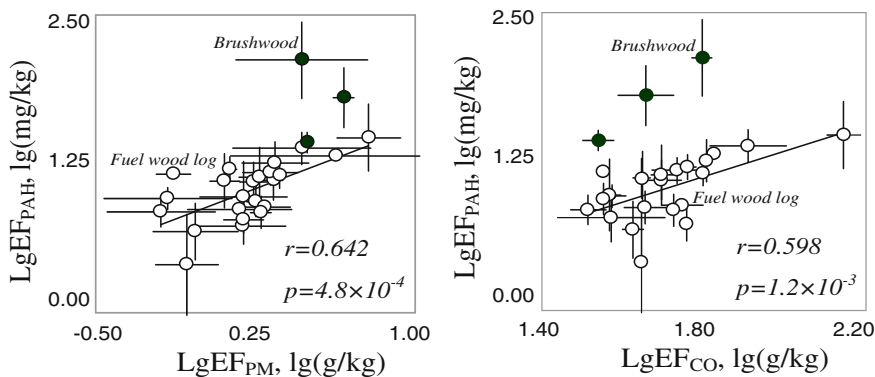 2.50
Brushwood
LgEF_PAH, lg(mg/kg)
1.25
Fuel wood log
r=0.642
p=4.8×10^-4
0.00
-0.50
0.25
1.00
LgEF_PM, lg(g/kg)
2.50
Brushwood
LgEF_PAH, lg(mg/kg)
1.25
Fuel wood log
r=0.598
p=1.2×10^-3
0.00
1.40
1.80
2.20
LgEF_CO, lg(g/kg)